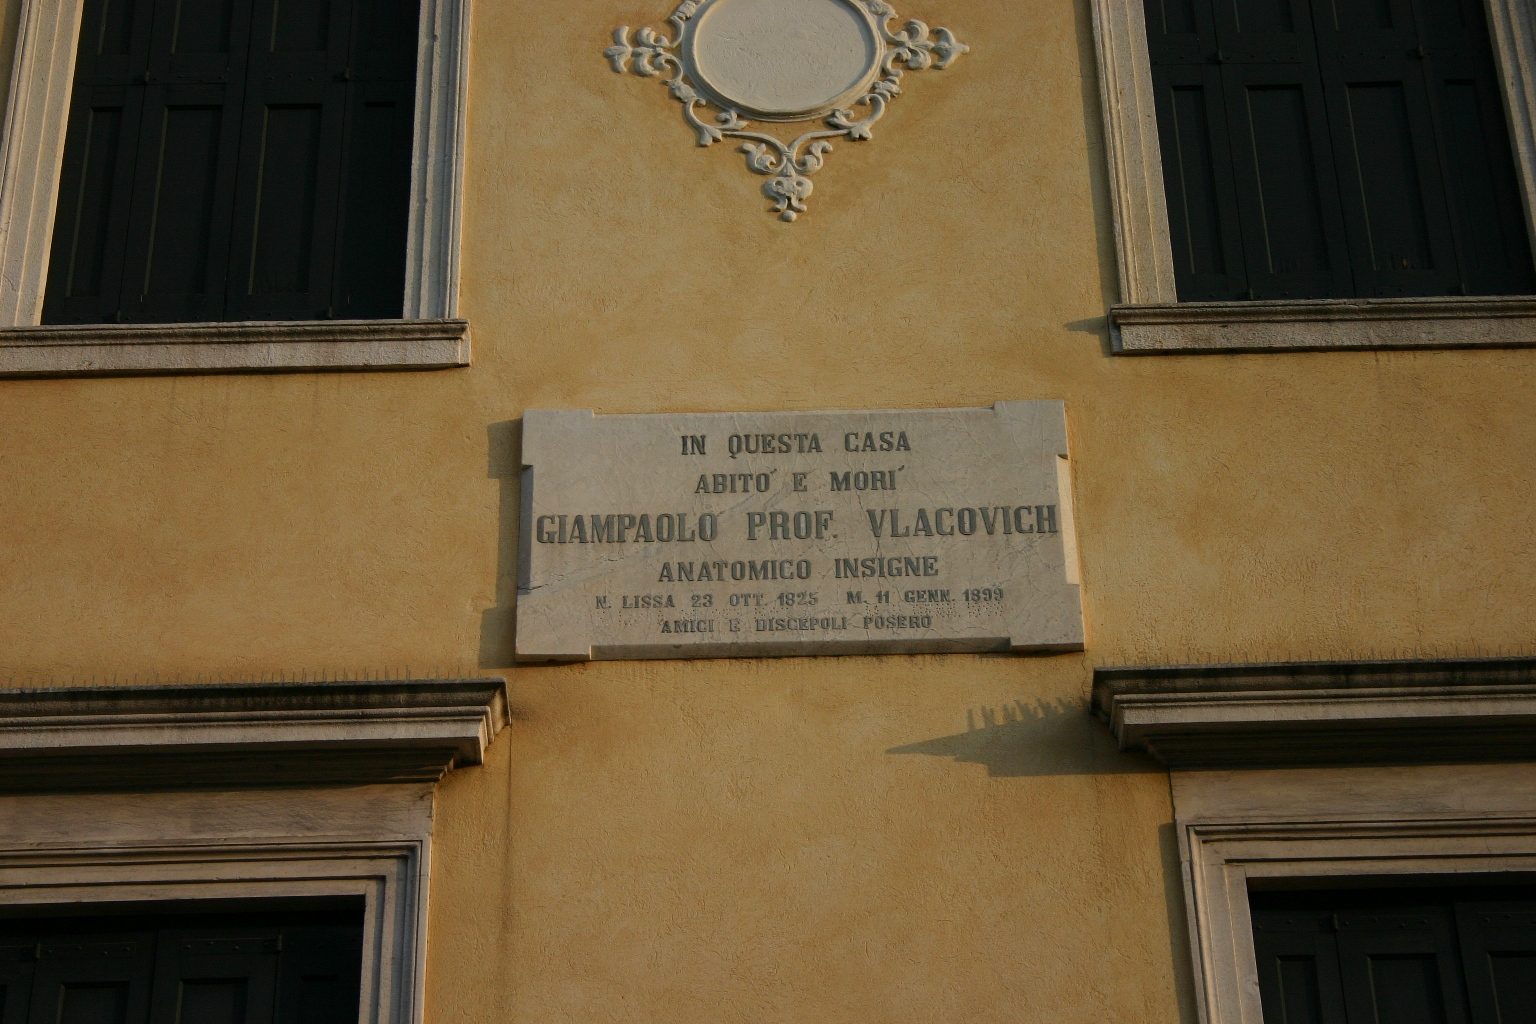 IN QUESTA CASA
ABITO´ E MORI´
GIAMPAOLO PROF. VLACOVICH
ANATOMICO INSIGNE
N. LISSA 23 OTT. 1825 M. 11 GENN. 1899
AMICI E DISCEPOLI POSERO